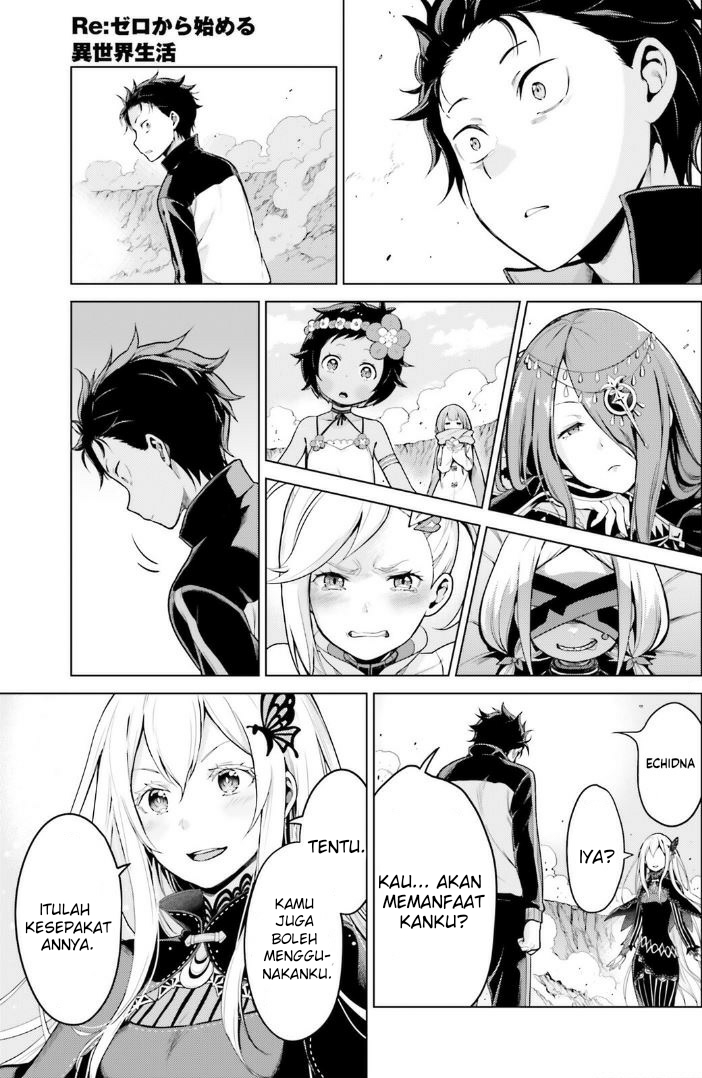 Re:ゼロから始める
異世界生活
ECHIDNA
IYA?
KAU... AKAN
MEMANFAAT
KANKU?
TENTU.
KAMU
JUGA
BOLEH
MENGGU-
NAKANKU.
ITULAH
KESEPAKAT
ANNYA.